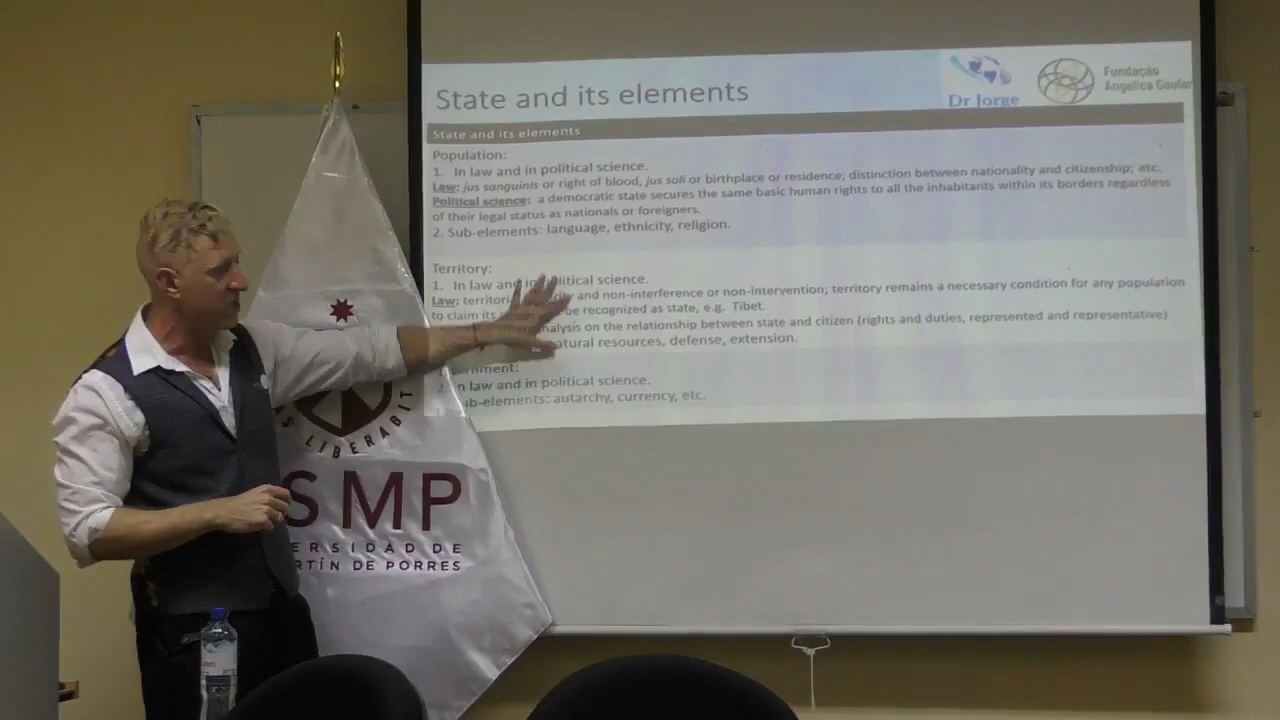 State and its elements
Dr Jorge
Fundação
Angelica Goular
State and its elements
Population:
1. In law and in political science.
Law: jus sanguinis or right of blood, jus soli or birthplace or residence; distinction between nationality and citizenship; etc.
Political science: a democratic state secures the same basic human rights to all the inhabitants within its borders regardless
of their legal status as nationals or foreigners.
2. Sub-elements: language, ethnicity, religion.
Territory:
1. In law and in political science.
Law: and non-interference or non-intervention; territory remains a necessary condition for any population
to claim its be recognized as state, e.g. Tibet.
analysis on the relationship between state and citizen (rights and duties, represented and representative)
atural resources, defense, extension.
nment:
n law and in political science.
ub-elements: autarchy, currency, etc.
S LIBERABIT
SMP
ERSIDAD DE
RTÍN DE PORRES